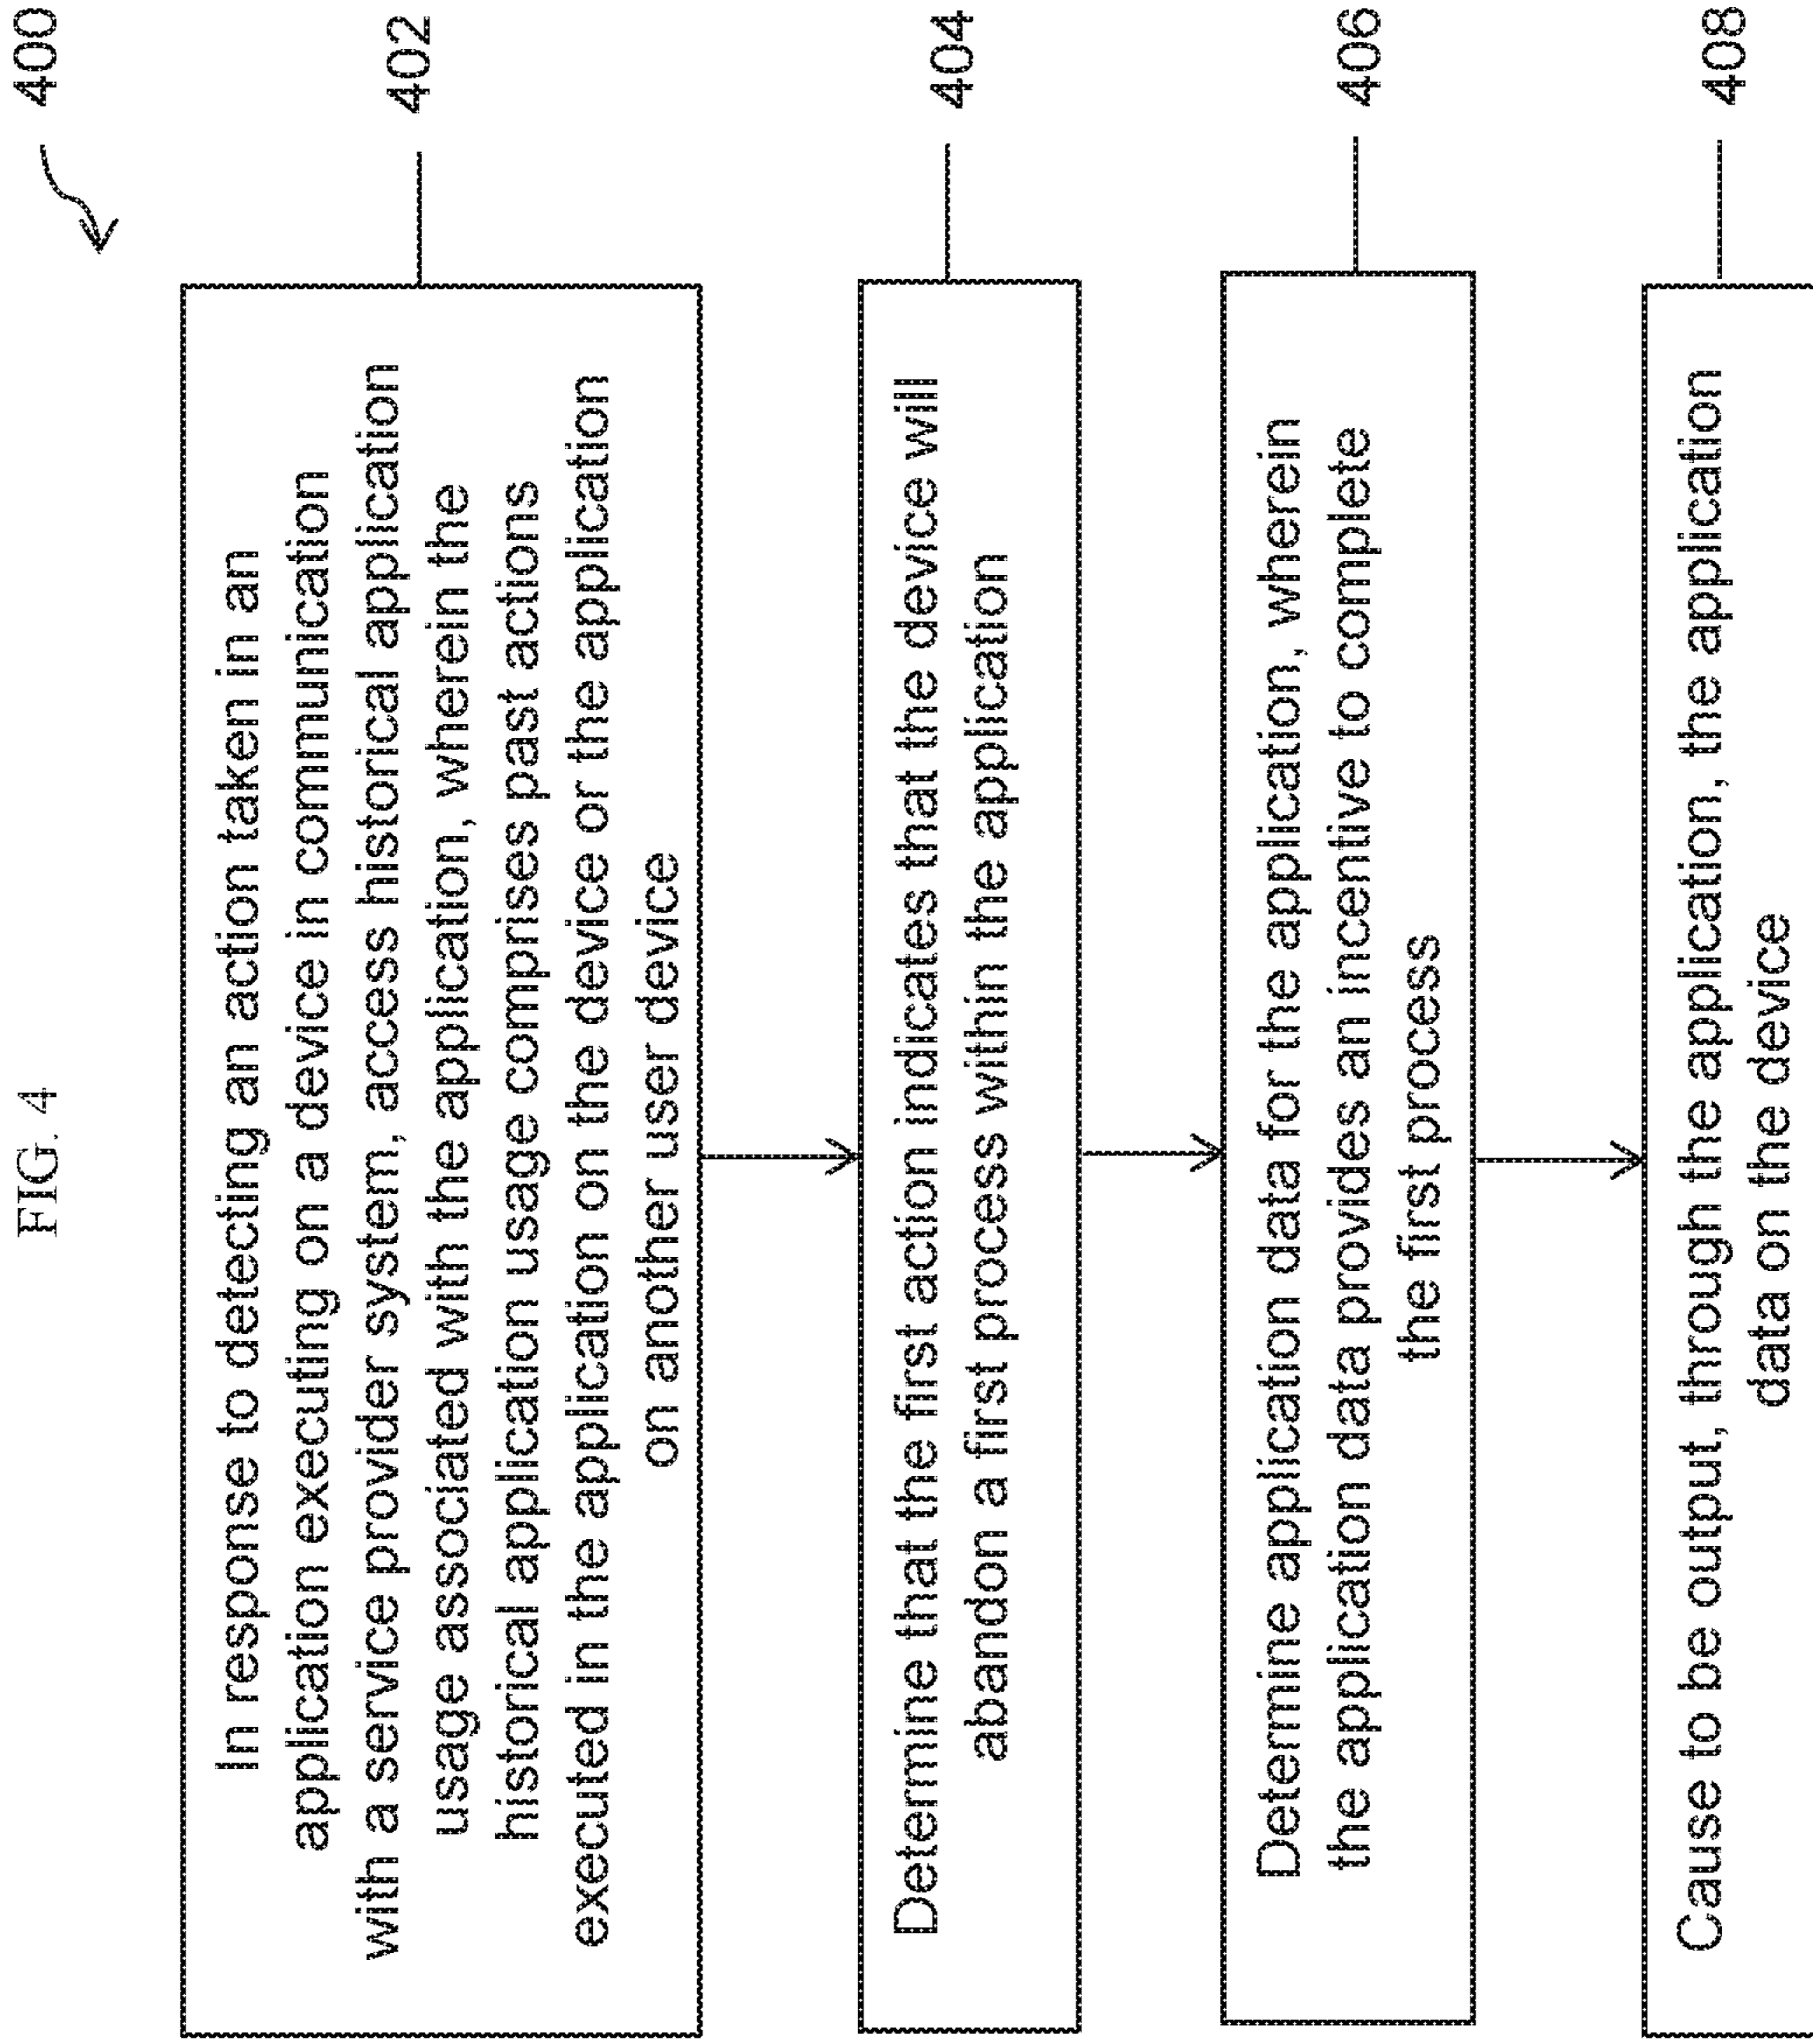 FIG. 4
400
In response to detecting an action taken in an
application executing on a device in communication
with a service provider system, access historical application
usage associated with the application, wherein the
historical application usage comprises past actions
executed in the application on the device or the application
on another user device
402
Determine that the first action indicates that the device will
abandon a first process within the application
404
Determine application data for the application, wherein
the application data provides an incentive to complete
the first process
406
Cause to be output, through the application, the application
data on the device
408